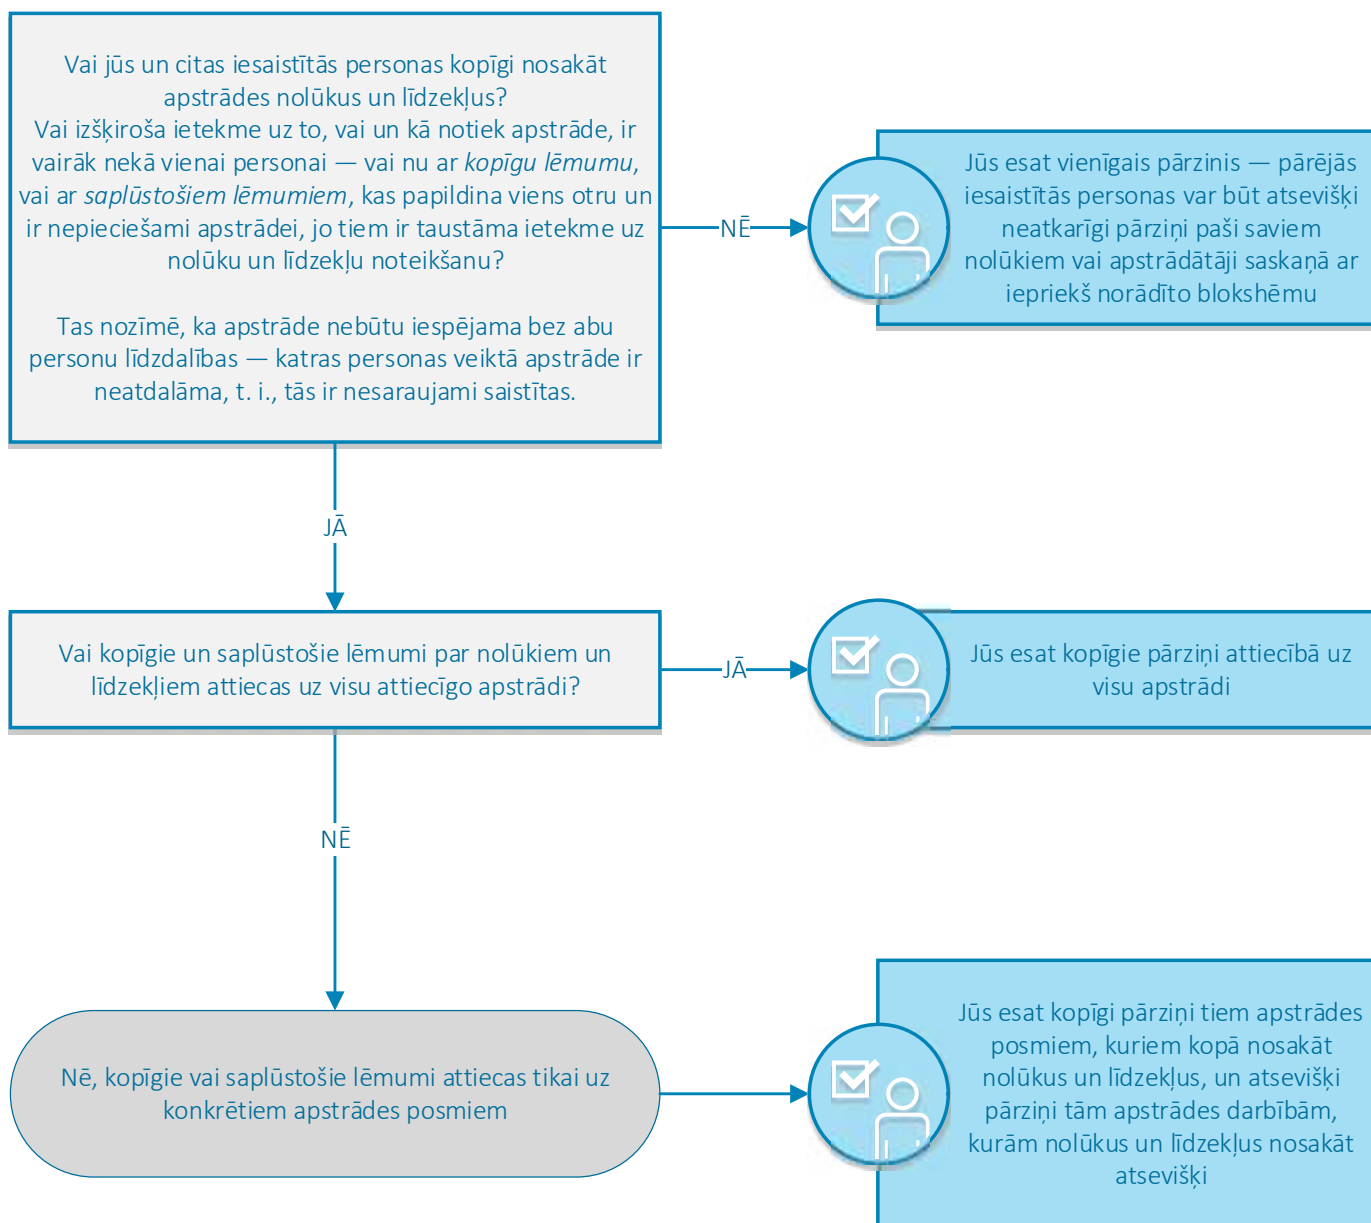 Vai jūs un citas iesaistītās personas kopīgi nosakāt
apstrādes nolūkus un līdzekļus?
Vai izšķiroša ietekme uz to, vai un kā notiek apstrāde, ir
vairāk nekā vienai personai — vai nu ar kopīgu lēmumu,
vai ar saplūstošiem lēmumiem, kas papildina viens otru un
ir nepieciešami apstrādei, jo tiem ir taustāma ietekme uz
nolūku un līdzekļu noteikšanu?
Tas nozīmē, ka apstrāde nebūtu iespējama bez abu
personu līdzdalības — katras personas veiktā apstrāde ir
neatdalāma, t. i., tās ir nesaraujami saistītas.
NĒ
Jūs esat vienīgais pārzinis — pārējās
iesaistītās personas var būt atsevišķi
neatkarīgi pārziņi paši saviem
nolūkiem vai apstrādātāji saskaņā ar
iepriekš norādīto blokshēmu
JĀ
Vai kopīgie un saplūstošie lēmumi par nolūkiem un
līdzekļiem attiecas uz visu attiecīgo apstrādi?
JĀ
Jūs esat kopīgie pārziņi attiecībā uz
visu apstrādi
NĒ
Nē, kopīgie vai saplūstošie lēmumi attiecas tikai uz
konkrētiem apstrādes posmiem
Jūs esat kopīgi pārziņi tiem apstrādes
posmiem, kuriem kopā nosakāt
nolūkus un līdzekļus, un atsevišķi
pārziņi tām apstrādes darbībām,
kurām nolūkus un līdzekļus nosakāt
atsevišķi